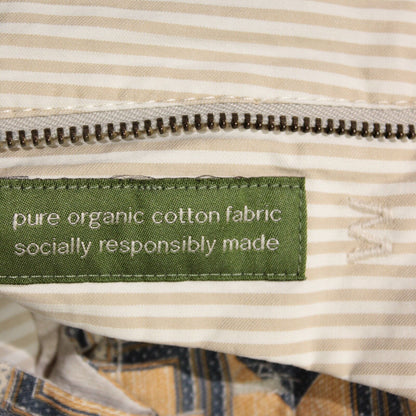 pure organic cotton fabric
socially responsibly made